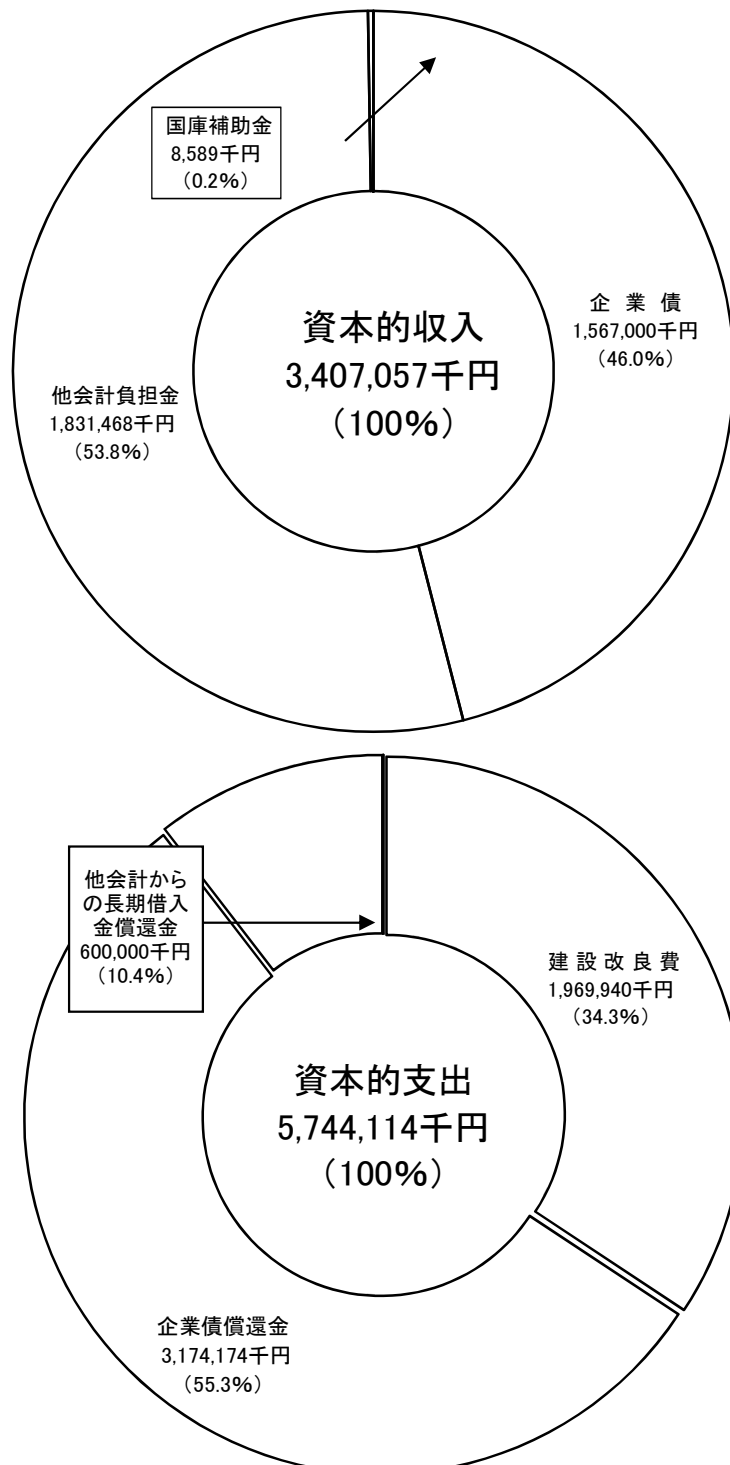 国庫補助金
8,589千円
（0.2%）
企 業 債
1,567,000千円
（46.0%）
資本的収入
3,407,057千円
（100%）
他会計負担金
1,831,468千円
（53.8%）
他会計から
の長期借入
金償還金
600,000千円
（10.4%）
建 設 改 良 費
1,969,940千円
（34.3%）
資本的支出
5,744,114千円
（100%）
企業債償還金
3,174,174千円
（55.3%）